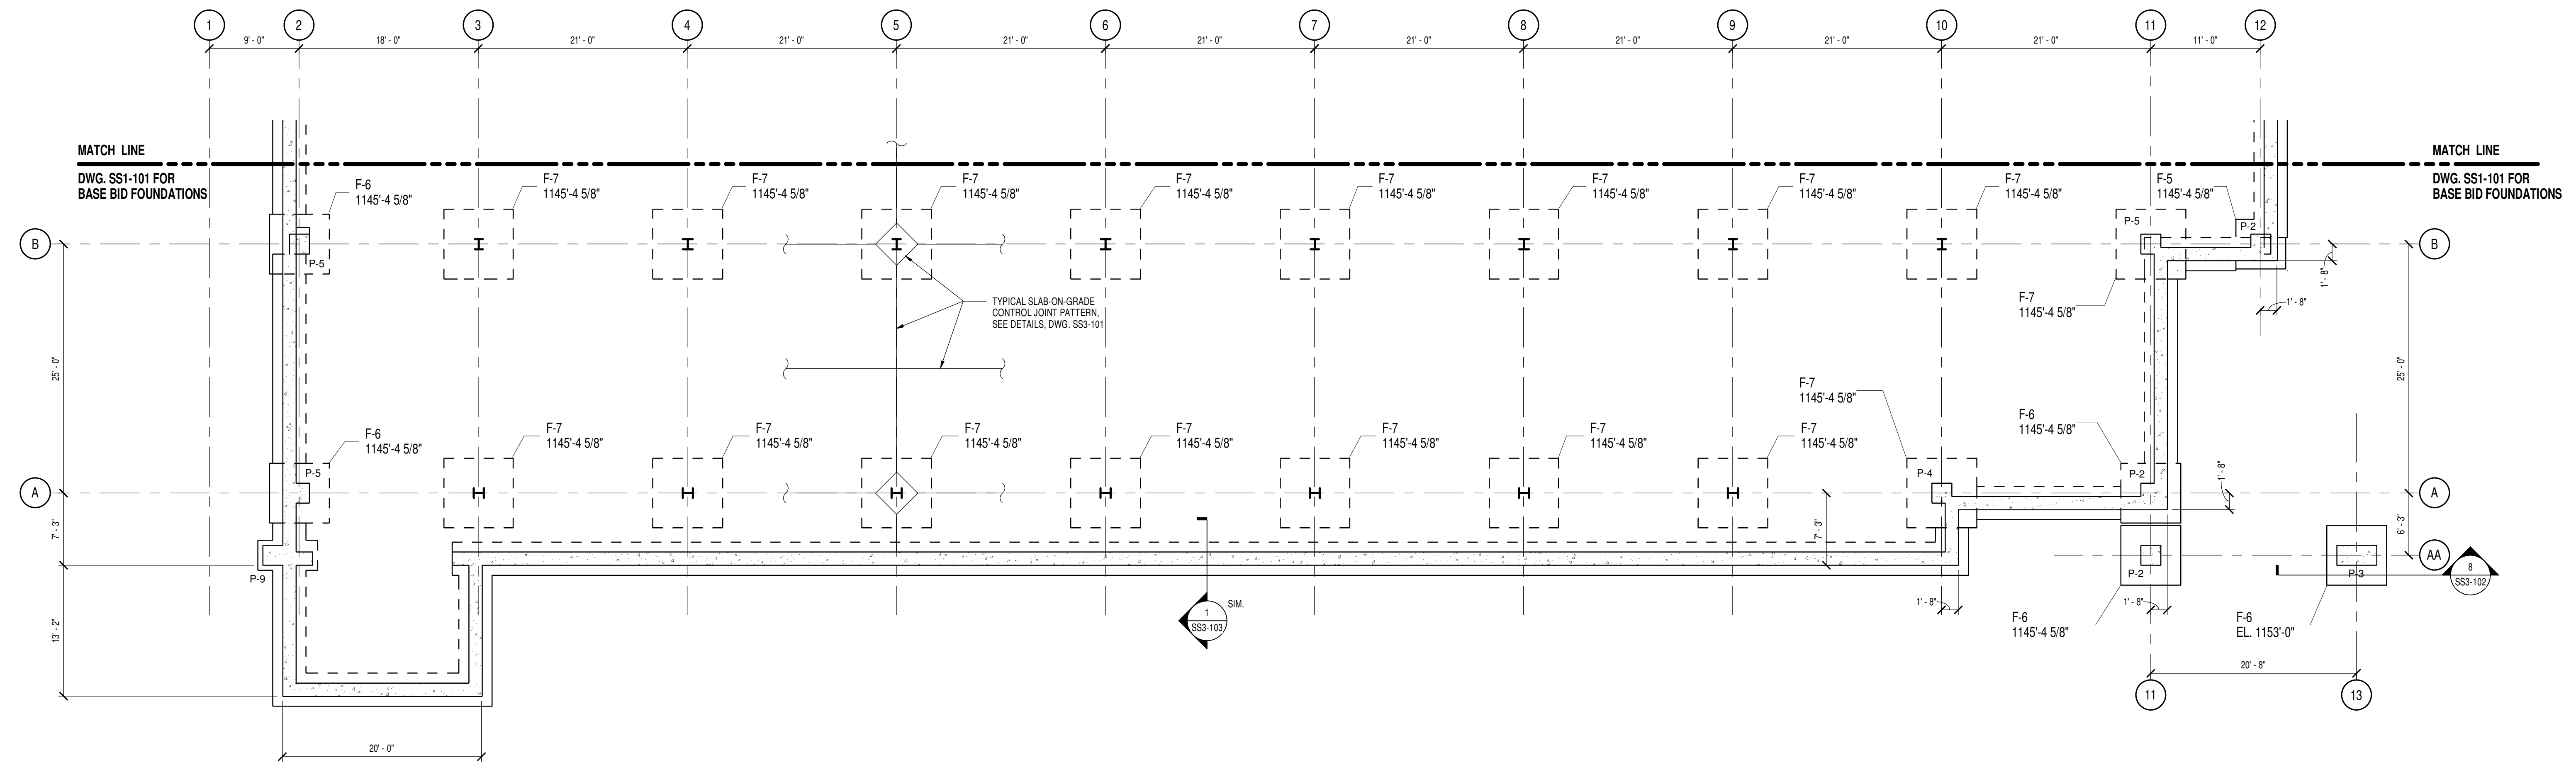 1 2 3 4 5 6 7 8 9 10 11 12
9' - 0" 18' - 0" 21' - 0" 21' - 0" 21' - 0" 21' - 0" 21' - 0" 21' - 0" 21' - 0" 21' - 0" 11' - 0"
MATCH LINE
DWG. SS1-101 FOR
BASE BID FOUNDATIONS
MATCH LINE
DWG. SS1-101 FOR
BASE BID FOUNDATIONS
F-6
1145'-4 5/8"
F-7
1145'-4 5/8"
F-7
1145'-4 5/8"
F-7
1145'-4 5/8"
F-7
1145'-4 5/8"
F-7
1145'-4 5/8"
F-7
1145'-4 5/8"
F-7
1145'-4 5/8"
F-7
1145'-4 5/8"
F-5
1145'-4 5/8"
P-5
P-2
B
P-5
B
1' - 8"
1' - 8"
TYPICAL SLAB-ON-GRADE
CONTROL JOINT PATTERN,
SEE DETAILS, DWG. SS3-101
F-7
1145'-4 5/8"
25' - 0"
25' - 0"
F-7
1145'-4 5/8"
F-6
1145'-4 5/8"
F-6
1145'-4 5/8"
F-7
1145'-4 5/8"
F-7
1145'-4 5/8"
F-7
1145'-4 5/8"
F-7
1145'-4 5/8"
F-7
1145'-4 5/8"
F-7
1145'-4 5/8"
F-7
1145'-4 5/8"
P-5
P-4
P-2
1' - 8"
A
A
7' - 3"
7' - 3"
6' - 3"
AA
P-9
P-2
P-3
8
SS3-102
1' - 8"
1' - 8"
SIM.
1
SS3-103
F-6
1145'-4 5/8"
F-6
EL. 1153'-0"
13' - 2"
20' - 8"
11
13
20' - 0"